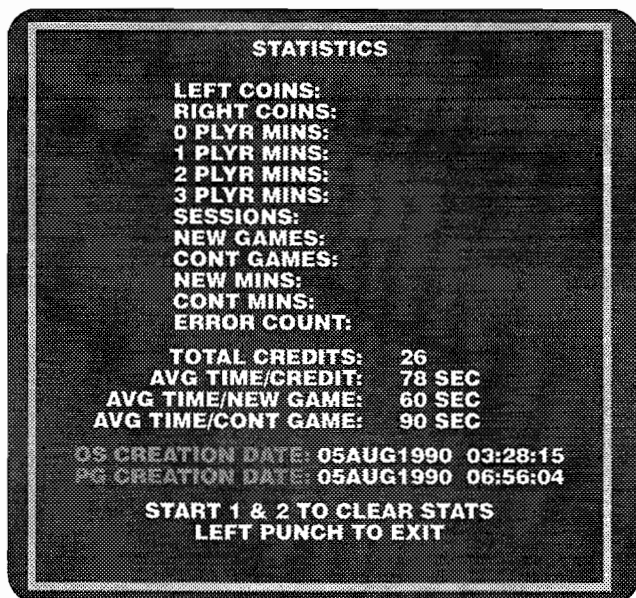 STATISTICS
LEFT COINS:
RIGHT COINS:
0 PLYR MINS:
1 PLYR MINS:
2 PLYR MINS:
3 PLYR MINS:
SESSIONS:
NEW GAMES:
CONT GAMES:
NEW MINS:
CONT MINS:
ERROR COUNT:
TOTAL CREDITS: 26
AVG TIME/CREDIT: 78 SEC
AVG TIME/NEW GAME: 60 SEC
AVG TIME/CONT GAME: 90 SEC
OS CREATION DATE: 05AUG1990 03:28:15
PG CREATION DATE: 05AUG1990 06:56:04
START 1 & 2 TO CLEAR STATS
LEFT PUNCH TO EXIT